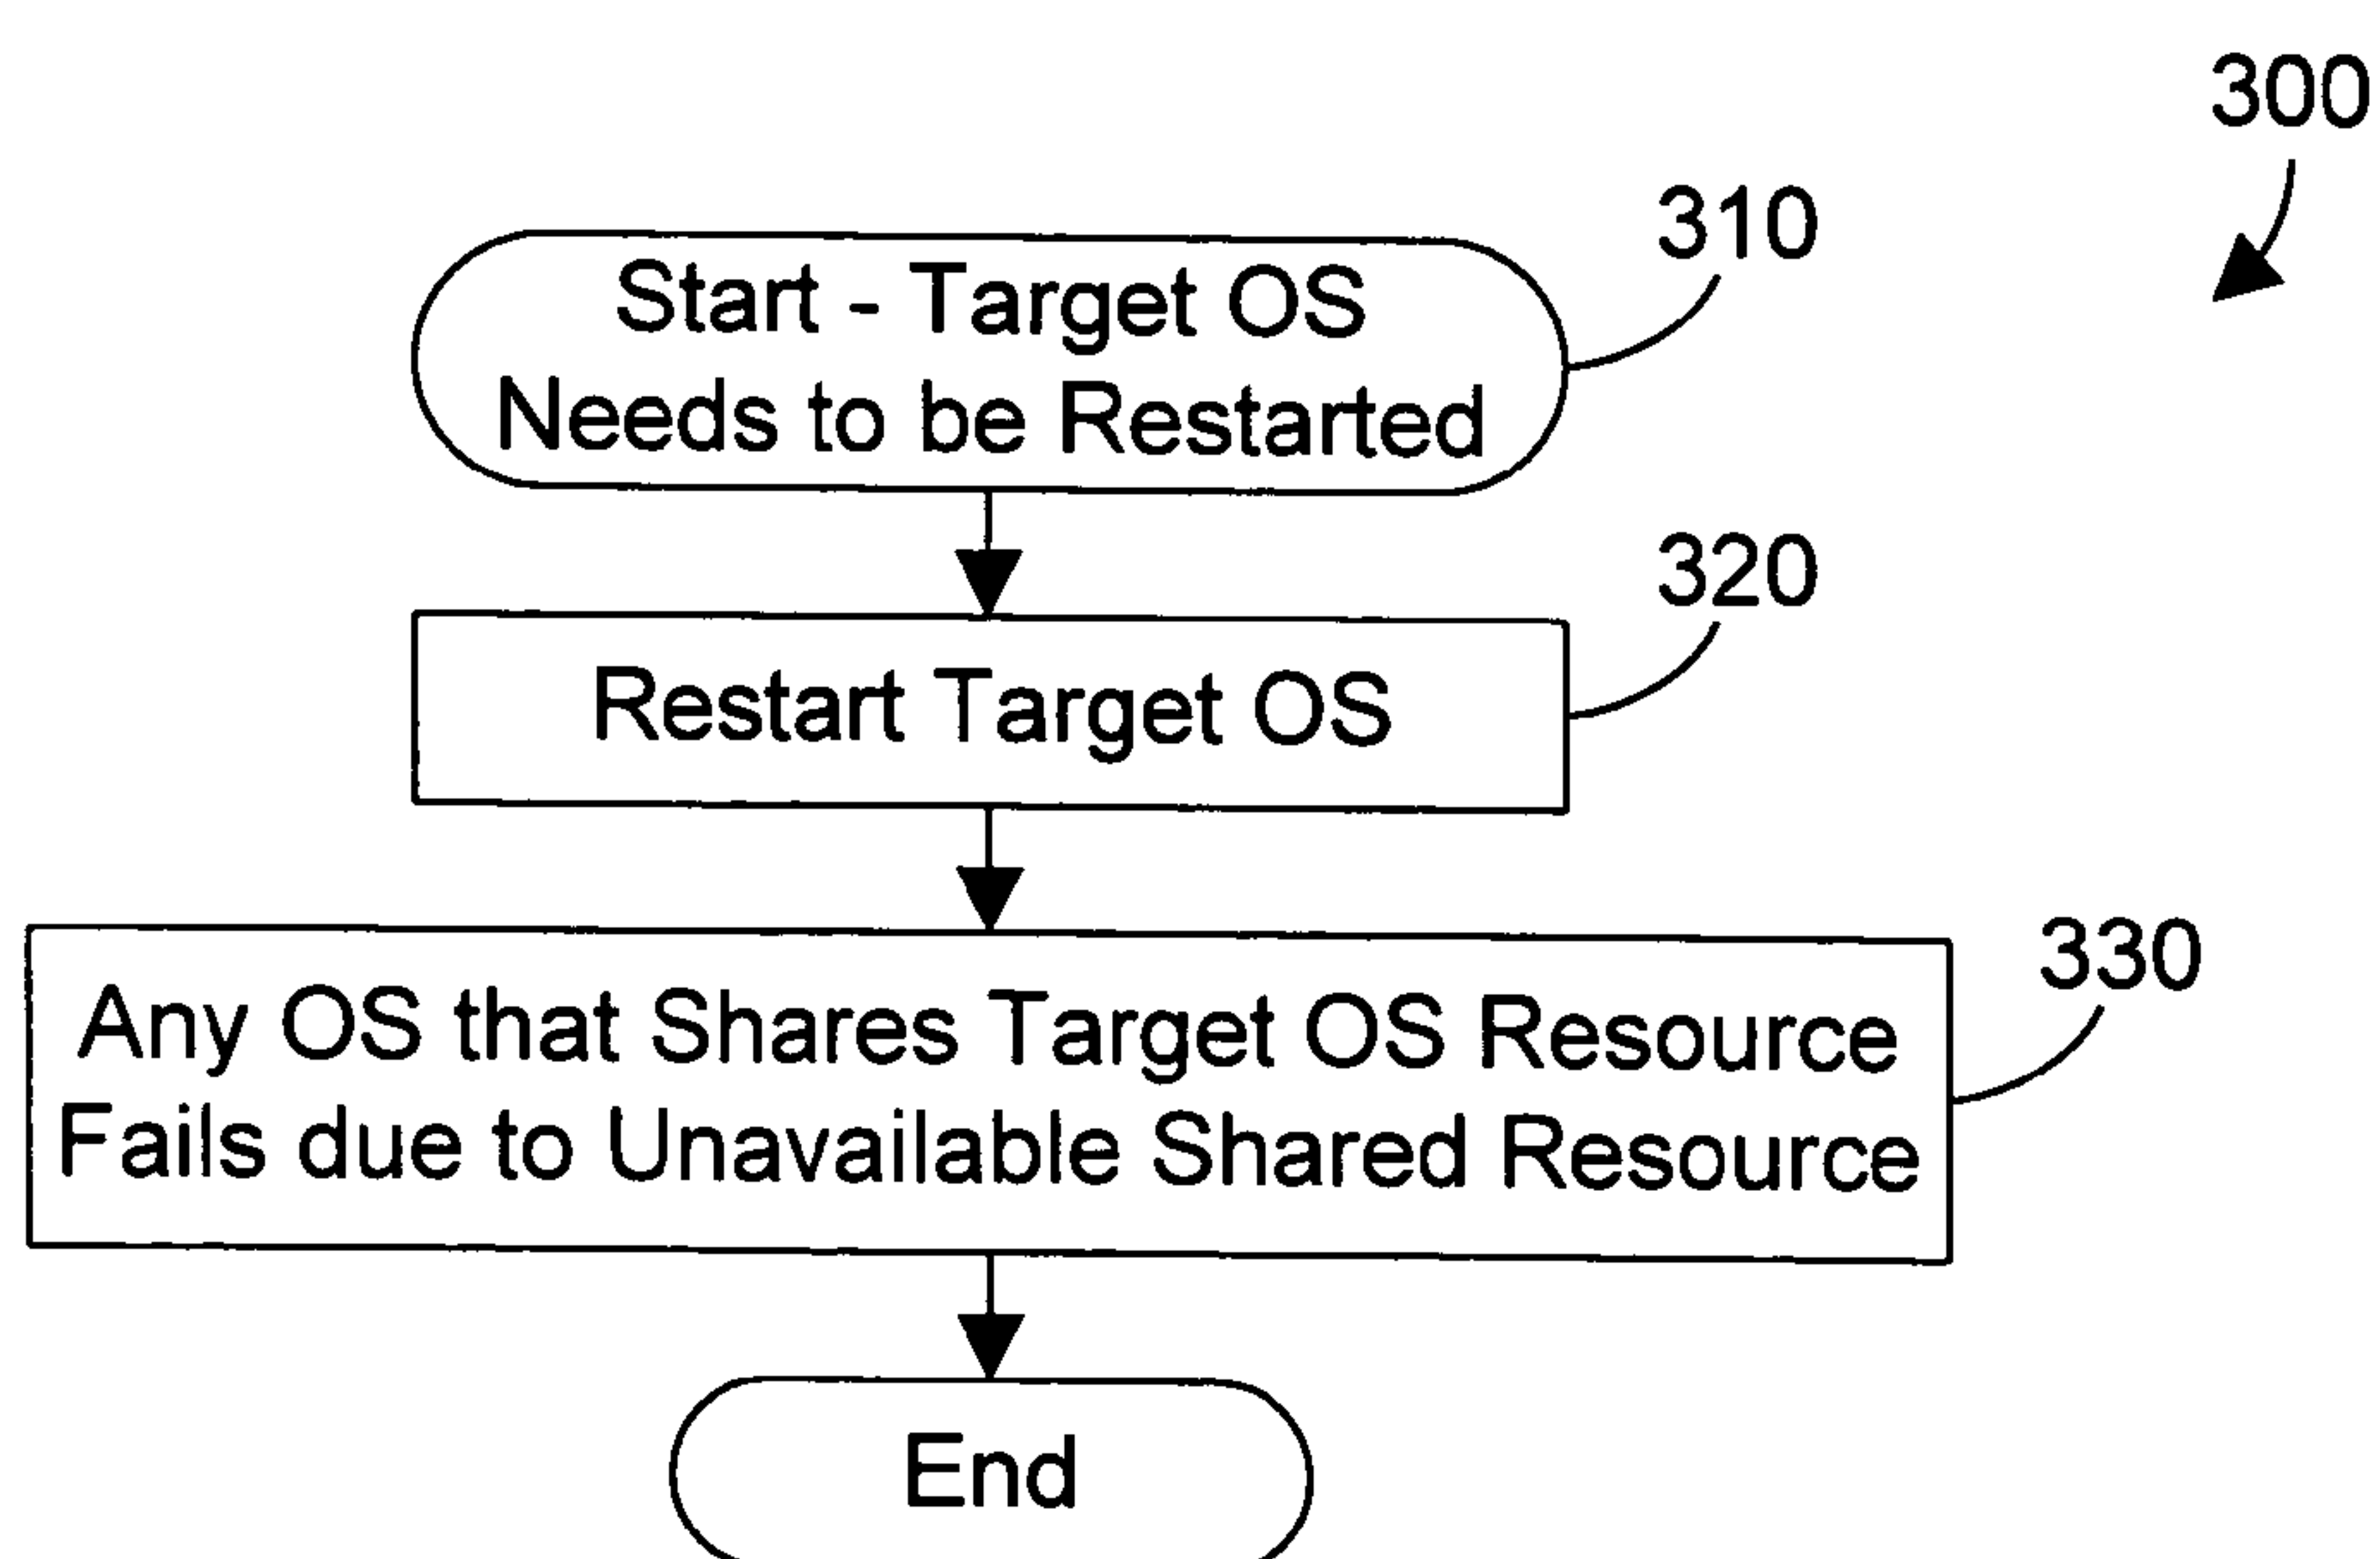 300
310
Start - Target OS
Needs to be Restarted
320
Restart Target OS
330
Any OS that Shares Target OS Resource
Fails due to Unavailable Shared Resource
End